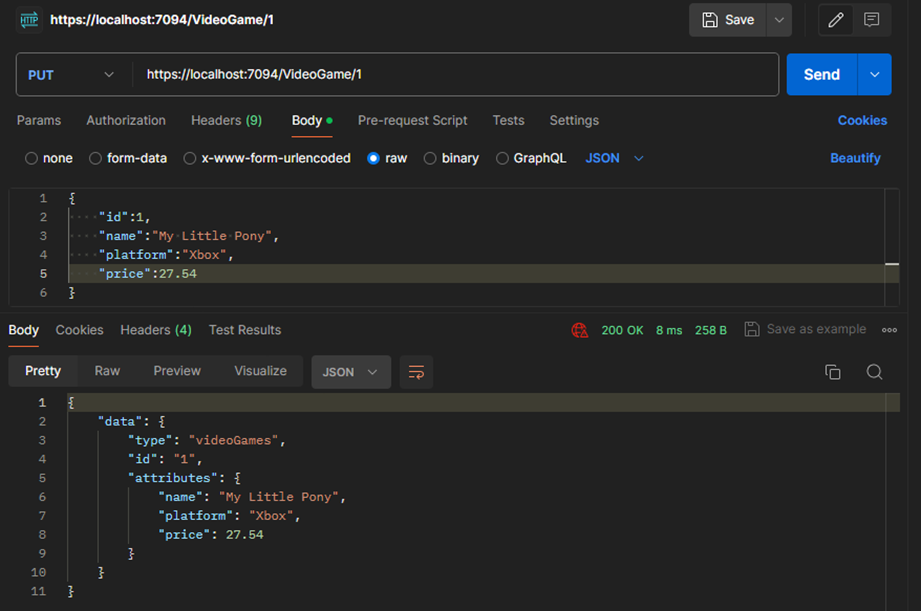 HTTP https://localhost:7094/VideoGame/1 Save
PUT https://localhost:7094/VideoGame/1 Send
Params Authorization Headers (9) Body Pre-request Script Tests Settings Cookies
none form-data x-www-form-urlencoded raw binary GraphQL JSON Beautify
1 {
2 "id":1,
3 "name":"My Little Pony",
4 "platform":"Xbox",
5 "price":27.54
6 }
Body Cookies Headers (4) Test Results 200 OK 8 ms 258 B Save as example
Pretty Raw Preview Visualize JSON
1 {
2 "data": {
3 "type": "videoGames",
4 "id": "1",
5 "attributes": {
6 "name": "My Little Pony",
7 "platform": "Xbox",
8 "price": 27.54
9 }
10 }
11 }